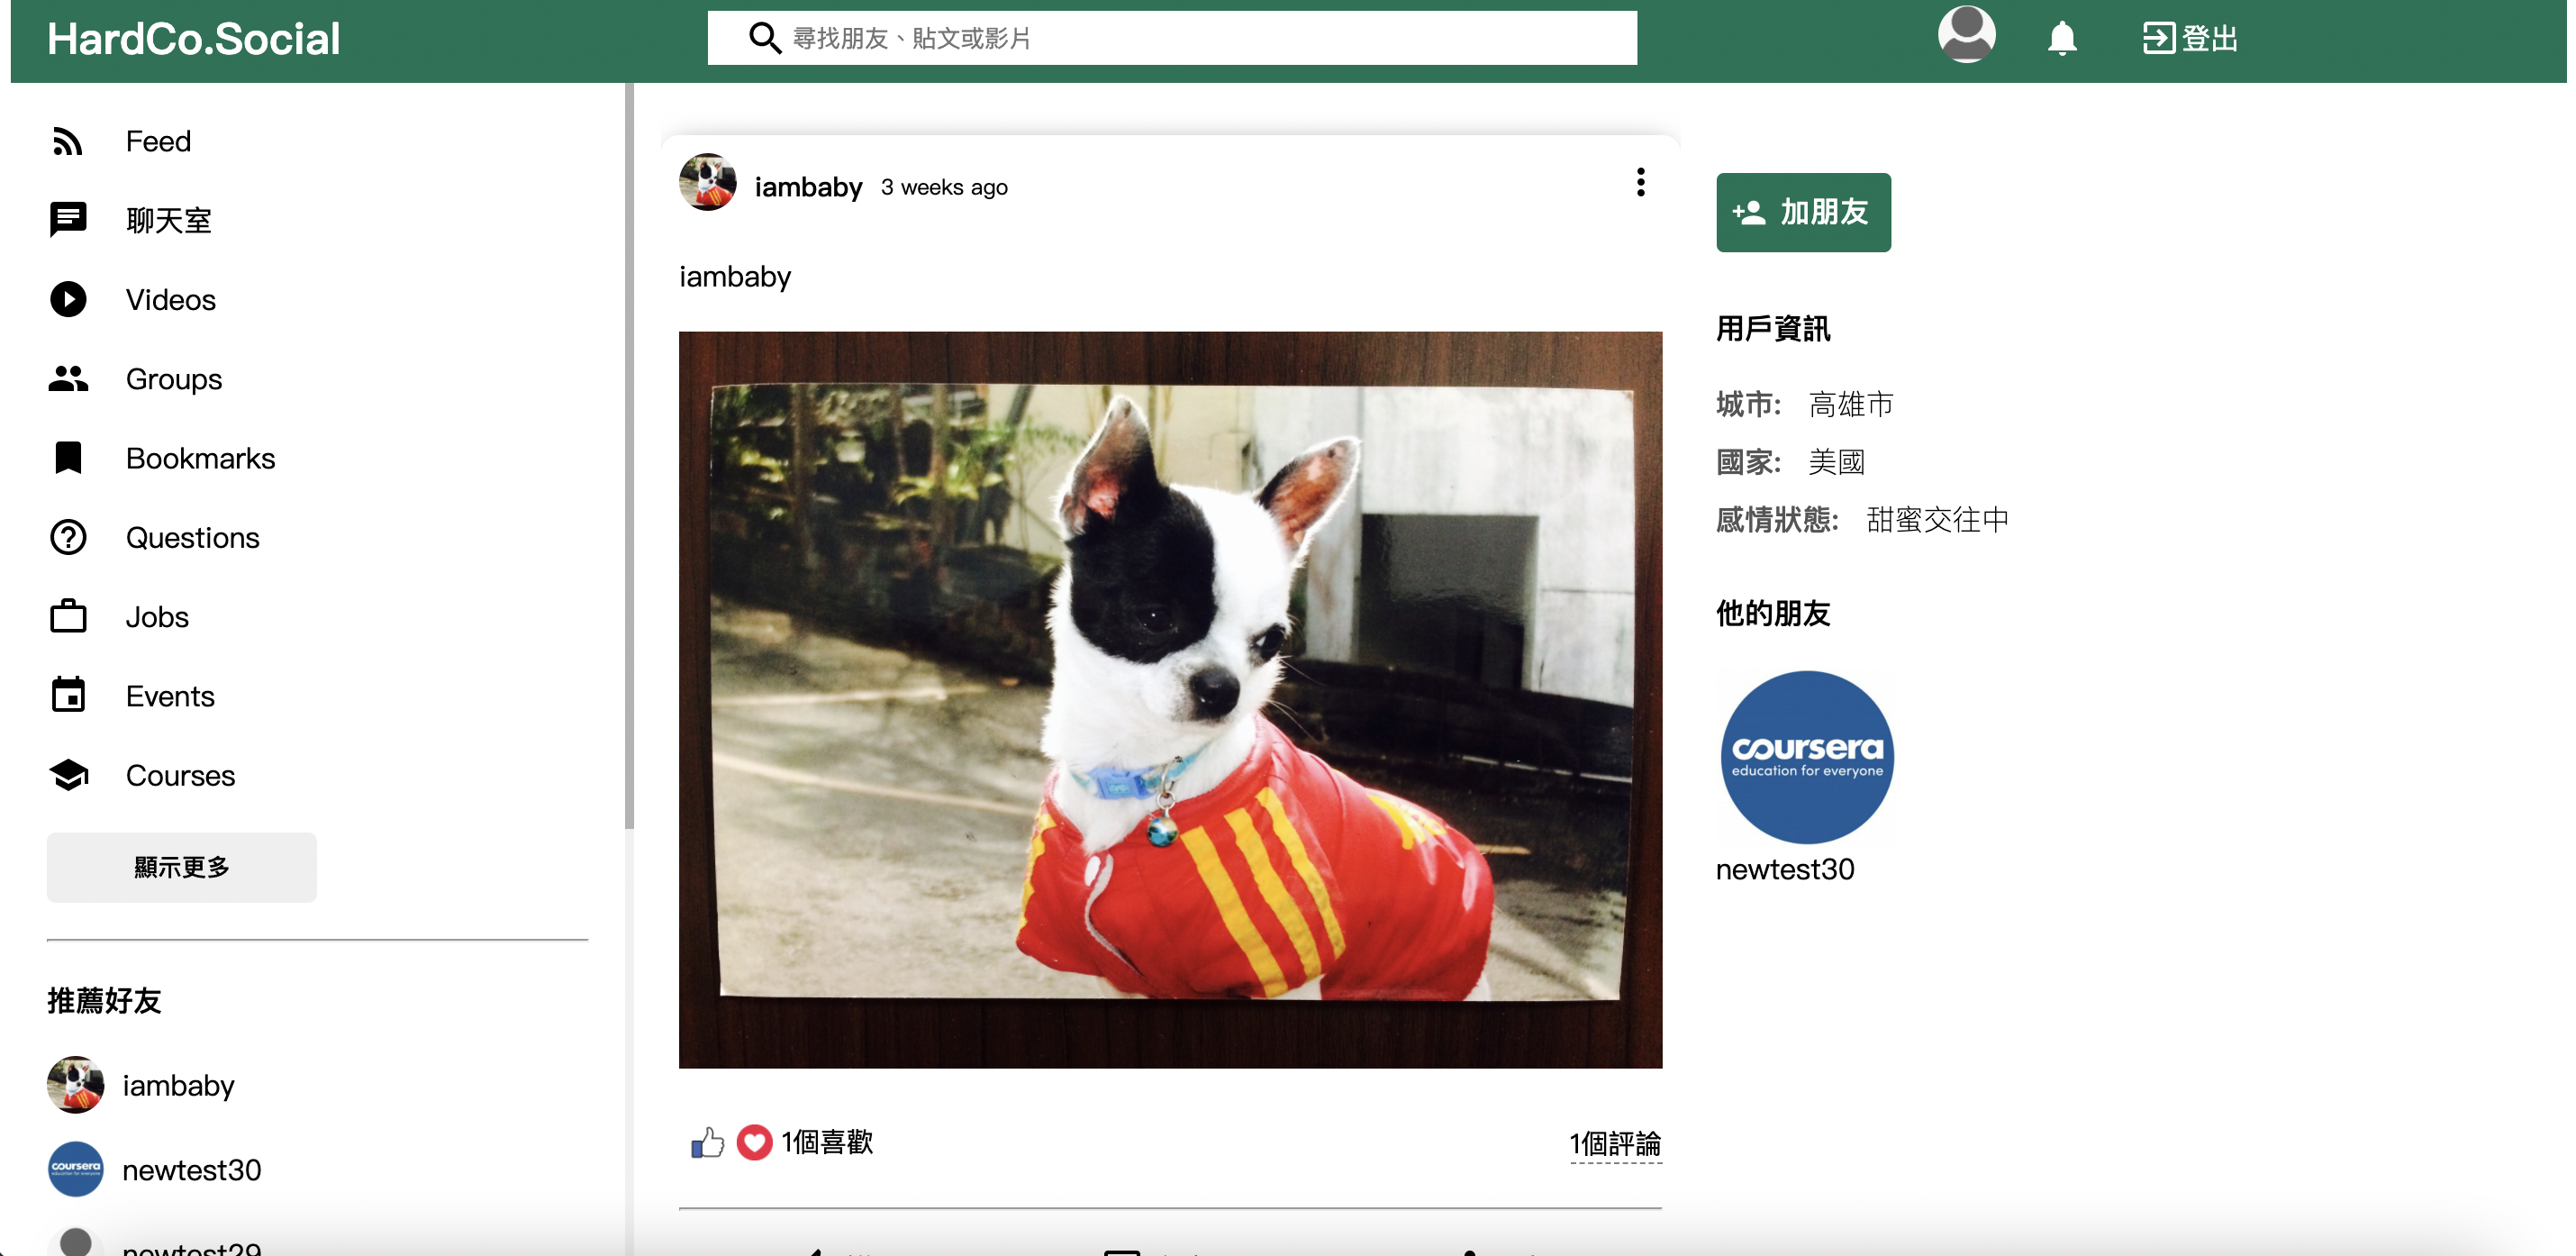 HardCo.Social
尋找朋友、貼文或影片
登出
Feed
聊天室
Videos
Groups
Bookmarks
Questions
Jobs
Events
Courses
顯示更多
推薦好友
iambaby
newtest30
newtest29
iambaby 3 weeks ago
iambaby
1個喜歡
1個評論
加朋友
用戶資訊
城市: 高雄市
國家: 美國
感情狀態: 甜蜜交往中
他的朋友
coursera
education for everyone
newtest30